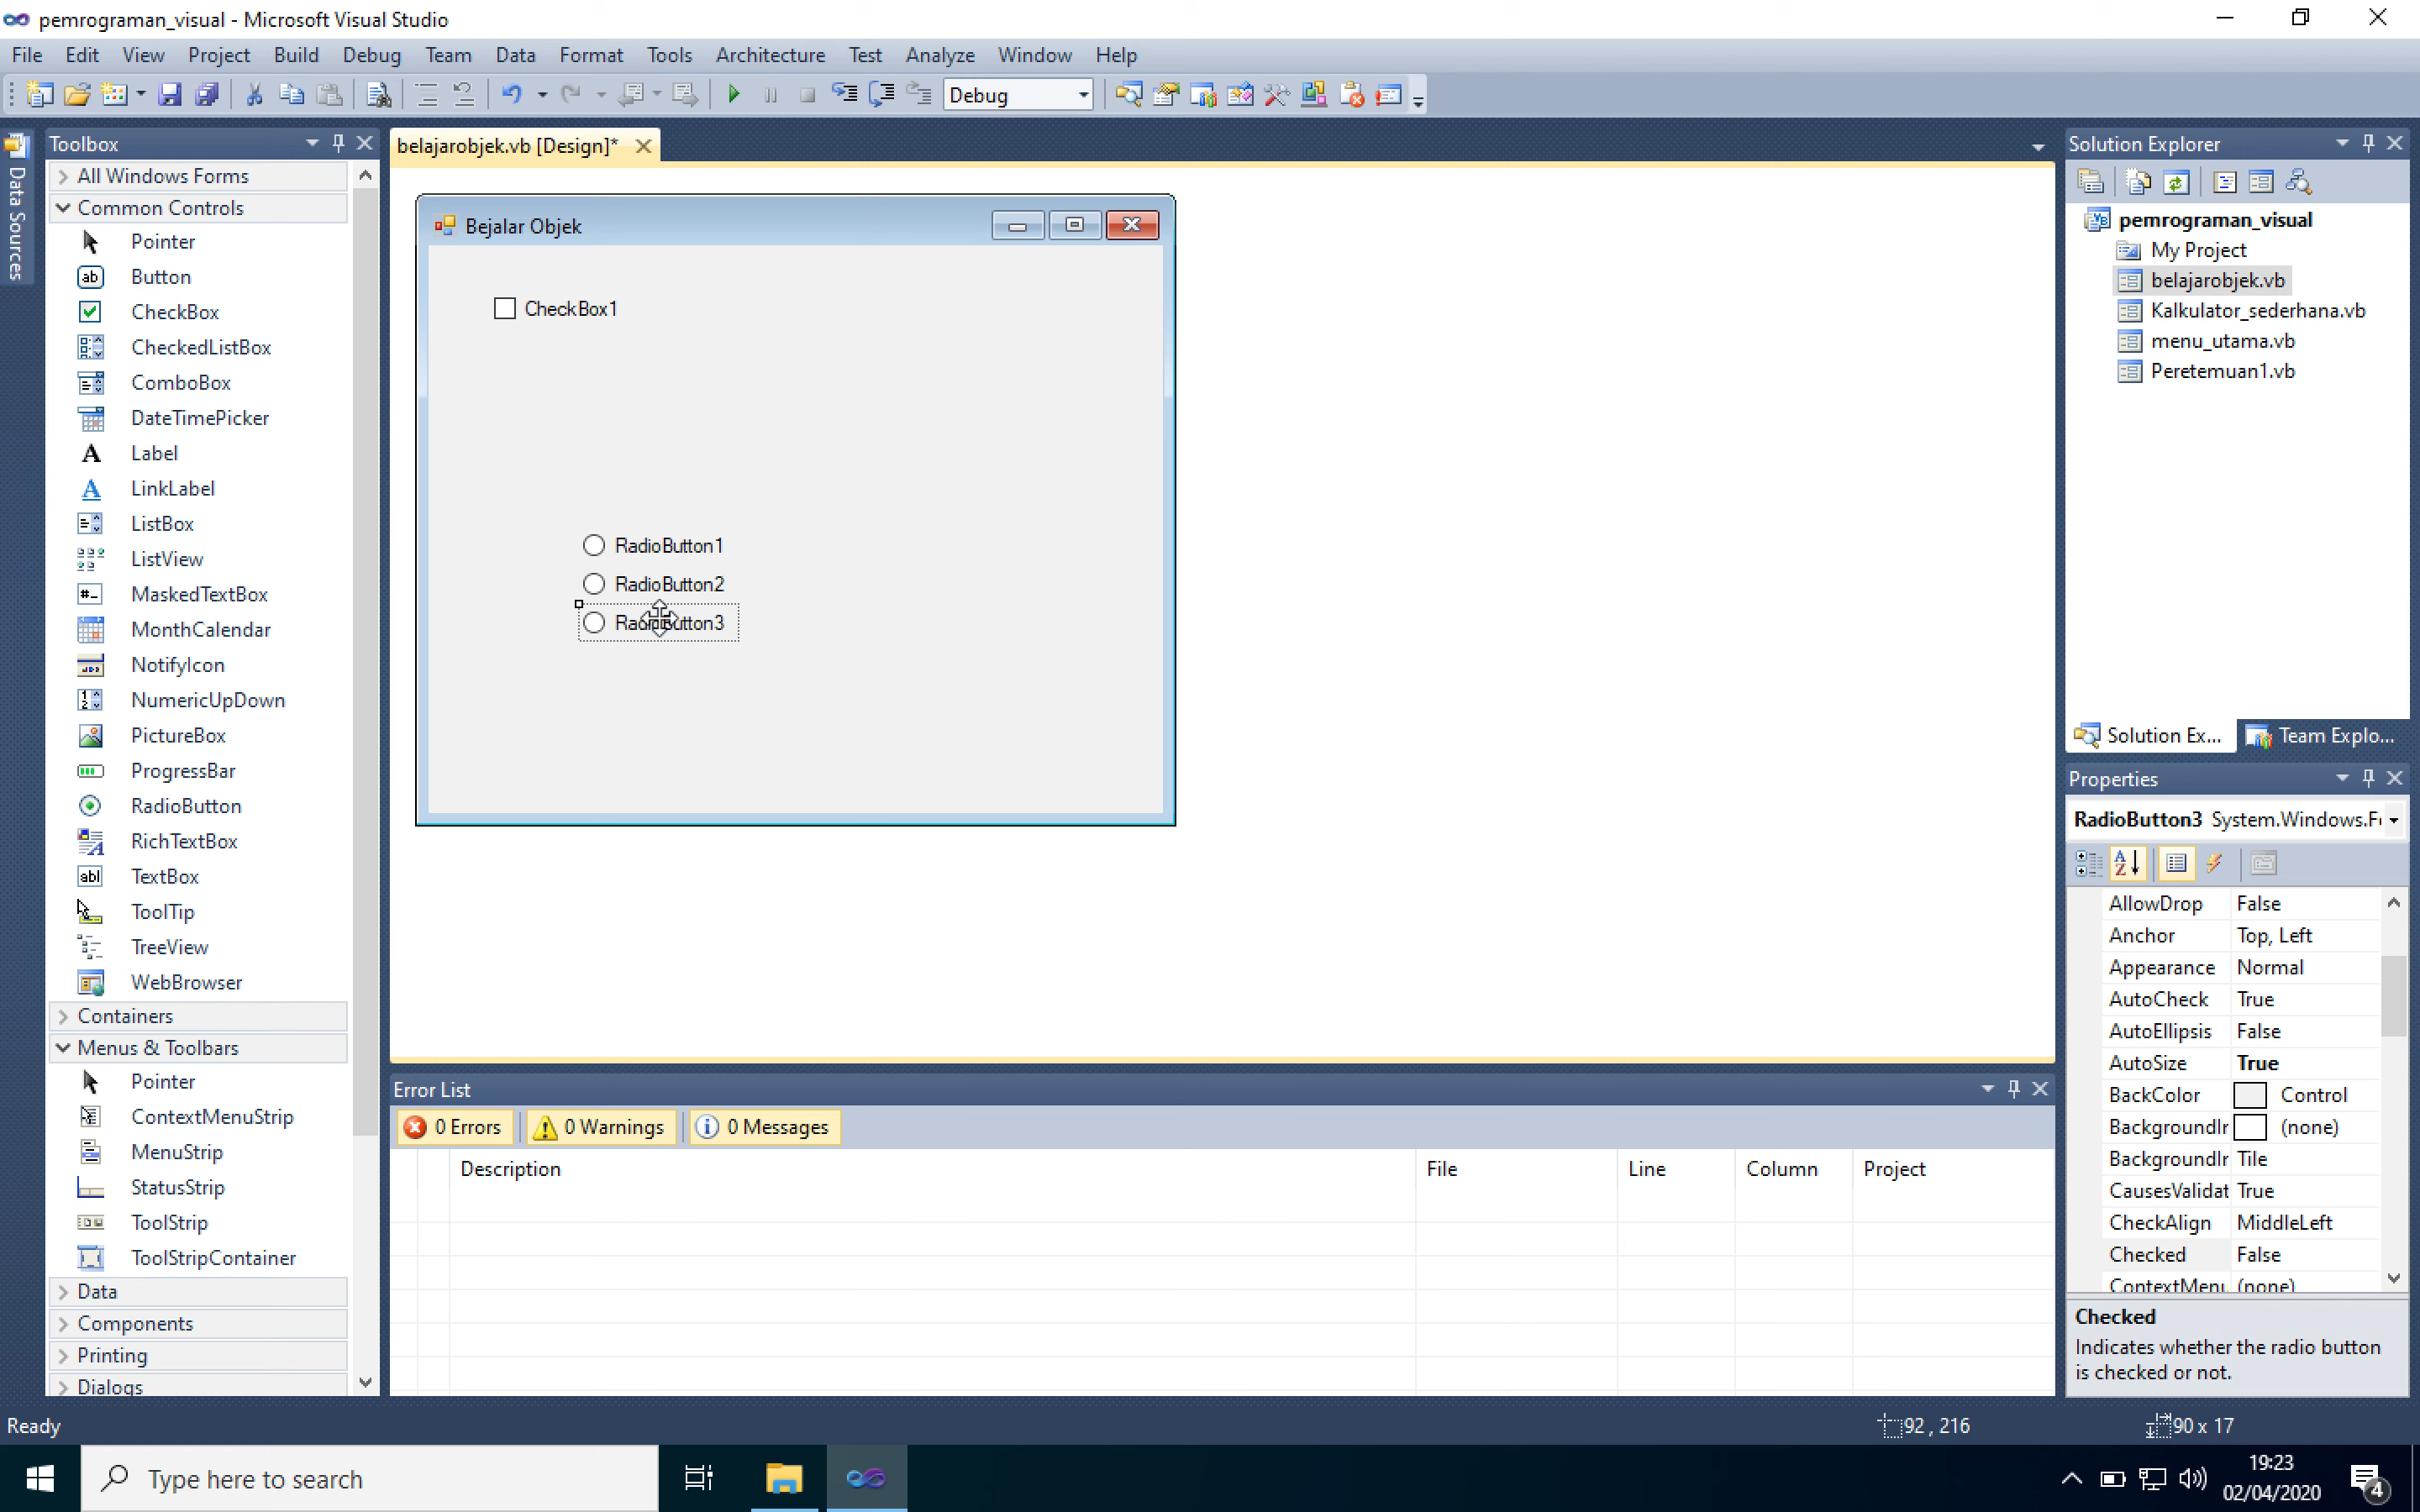 pemrograman_visual - Microsoft Visual Studio
File Edit View Project Build Debug Team Data Format Tools Architecture Test Analyze Window Help
Debug
Data Sources
Toolbox
All Windows Forms
Common Controls
Pointer
Button
CheckBox
CheckedListBox
ComboBox
DateTimePicker
Label
LinkLabel
ListBox
ListView
MaskedTextBox
MonthCalendar
NotifyIcon
NumericUpDown
PictureBox
ProgressBar
RadioButton
RichTextBox
TextBox
ToolTip
TreeView
WebBrowser
Containers
Menus & Toolbars
Pointer
ContextMenuStrip
MenuStrip
StatusStrip
ToolStrip
ToolStripContainer
Data
Components
Printing
Dialogs
belajarobjek.vb [Design]*
Bejalar Objek
CheckBox1
RadioButton1
RadioButton2
RadioButton3
Error List
0 Errors 0 Warnings 0 Messages
Description File Line Column Project
Solution Explorer
pemrograman_visual
My Project
belajarobjek.vb
Kalkulator_sederhana.vb
menu_utama.vb
Peretemuan1.vb
Solution Ex... Team Explo...
Properties
RadioButton3 System.Windows.F
AllowDrop False
Anchor Top, Left
Appearance Normal
AutoCheck True
AutoEllipsis False
AutoSize True
BackColor Control
BackgroundIr (none)
BackgroundIr Tile
CausesValidat True
CheckAlign MiddleLeft
Checked False
ContextMenu (none)
Checked
Indicates whether the radio button
is checked or not.
Ready 92 , 216 90 x 17
Type here to search
19:23
02/04/2020
4